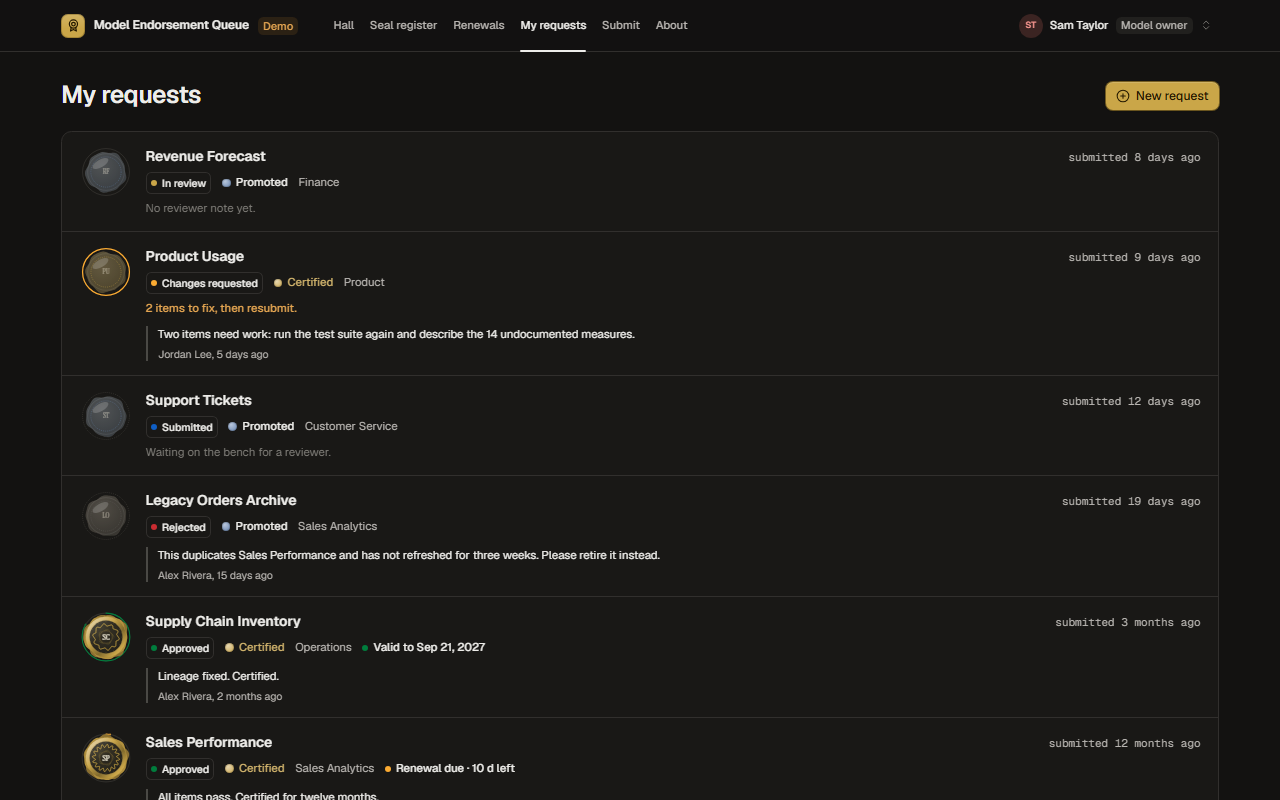 Model Endorsement Queue Demo Hall Seal register Renewals My requests Submit About ST Sam Taylor Model owner
My requests New request
RF Revenue Forecast submitted 8 days ago
In review Promoted Finance
No reviewer note yet.
PU Product Usage submitted 9 days ago
Changes requested Certified Product
2 items to fix, then resubmit.
Two items need work: run the test suite again and describe the 14 undocumented measures.
Jordan Lee, 5 days ago
ST Support Tickets submitted 12 days ago
Submitted Promoted Customer Service
Waiting on the bench for a reviewer.
LO Legacy Orders Archive submitted 19 days ago
Rejected Promoted Sales Analytics
This duplicates Sales Performance and has not refreshed for three weeks. Please retire it instead.
Alex Rivera, 15 days ago
SC Supply Chain Inventory submitted 3 months ago
Approved Certified Operations Valid to Sep 21, 2027
Lineage fixed. Certified.
Alex Rivera, 2 months ago
SP Sales Performance submitted 12 months ago
Approved Certified Sales Analytics Renewal due · 10 d left
All items pass. Certified for twelve months.